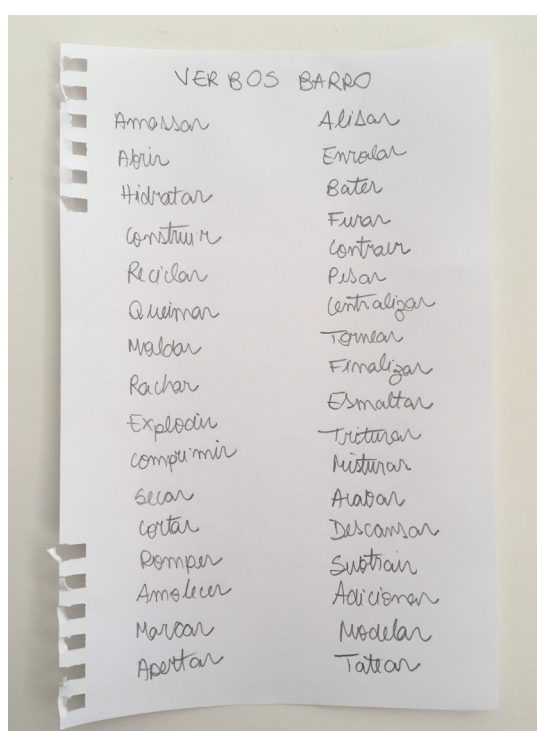 VERBOS BARRO
Amassar
Abrir
Hidratar
Construir
Reciclar
Queimar
Moldar
Rachar
Explodir
comprimir
Secar
Cortar
Romper
Amolecer
Marcar
Apertar
Alisar
Enrolar
Bater
Furar
Contrair
Pesar
Centralizar
Tornear
Finalizar
Esmaltar
Triturar
Misturar
Acabar
Descansar
Subtrair
Adicionar
Modelar
Tatear